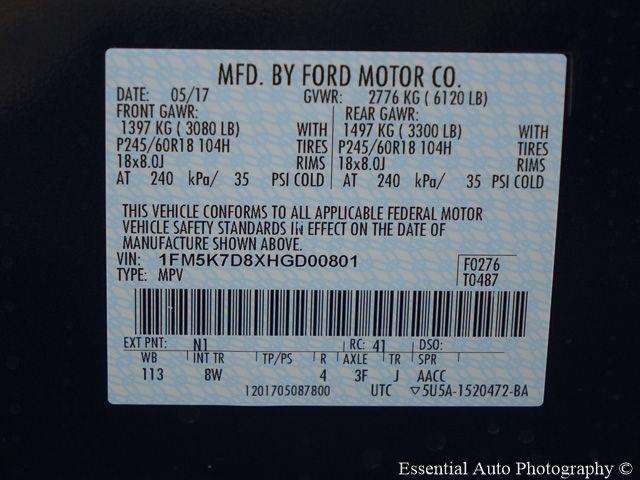 MFD. BY FORD MOTOR CO.
DATE: 05/17 GVWR: 2776 KG ( 6120 LB)
FRONT GAWR: REAR GAWR:
1397 KG ( 3080 LB) WITH 1497 KG ( 3300 LB) WITH
P245/60R18 104H TIRES P245/60R18 104H TIRES
18x8.0J RIMS 18x8.0J RIMS
AT 240 kPa/ 35 PSI COLD AT 240 kPa/ 35 PSI COLD
THIS VEHICLE CONFORMS TO ALL APPLICABLE FEDERAL MOTOR
VEHICLE SAFETY STANDARDS IN EFFECT ON THE DATE OF
MANUFACTURE SHOWN ABOVE.
VIN: 1FM5K7D8XHGD00801 F0276
TYPE: MPV T0487
EXT PNT: N1 RC: 41 DSO:
WB INT TR TP/PS R AXLE TR SPR
113 8W 4 3F J AACC
1201705087800 UTC ▽5U5A-1520472-BA
Essential Auto Photography (c)